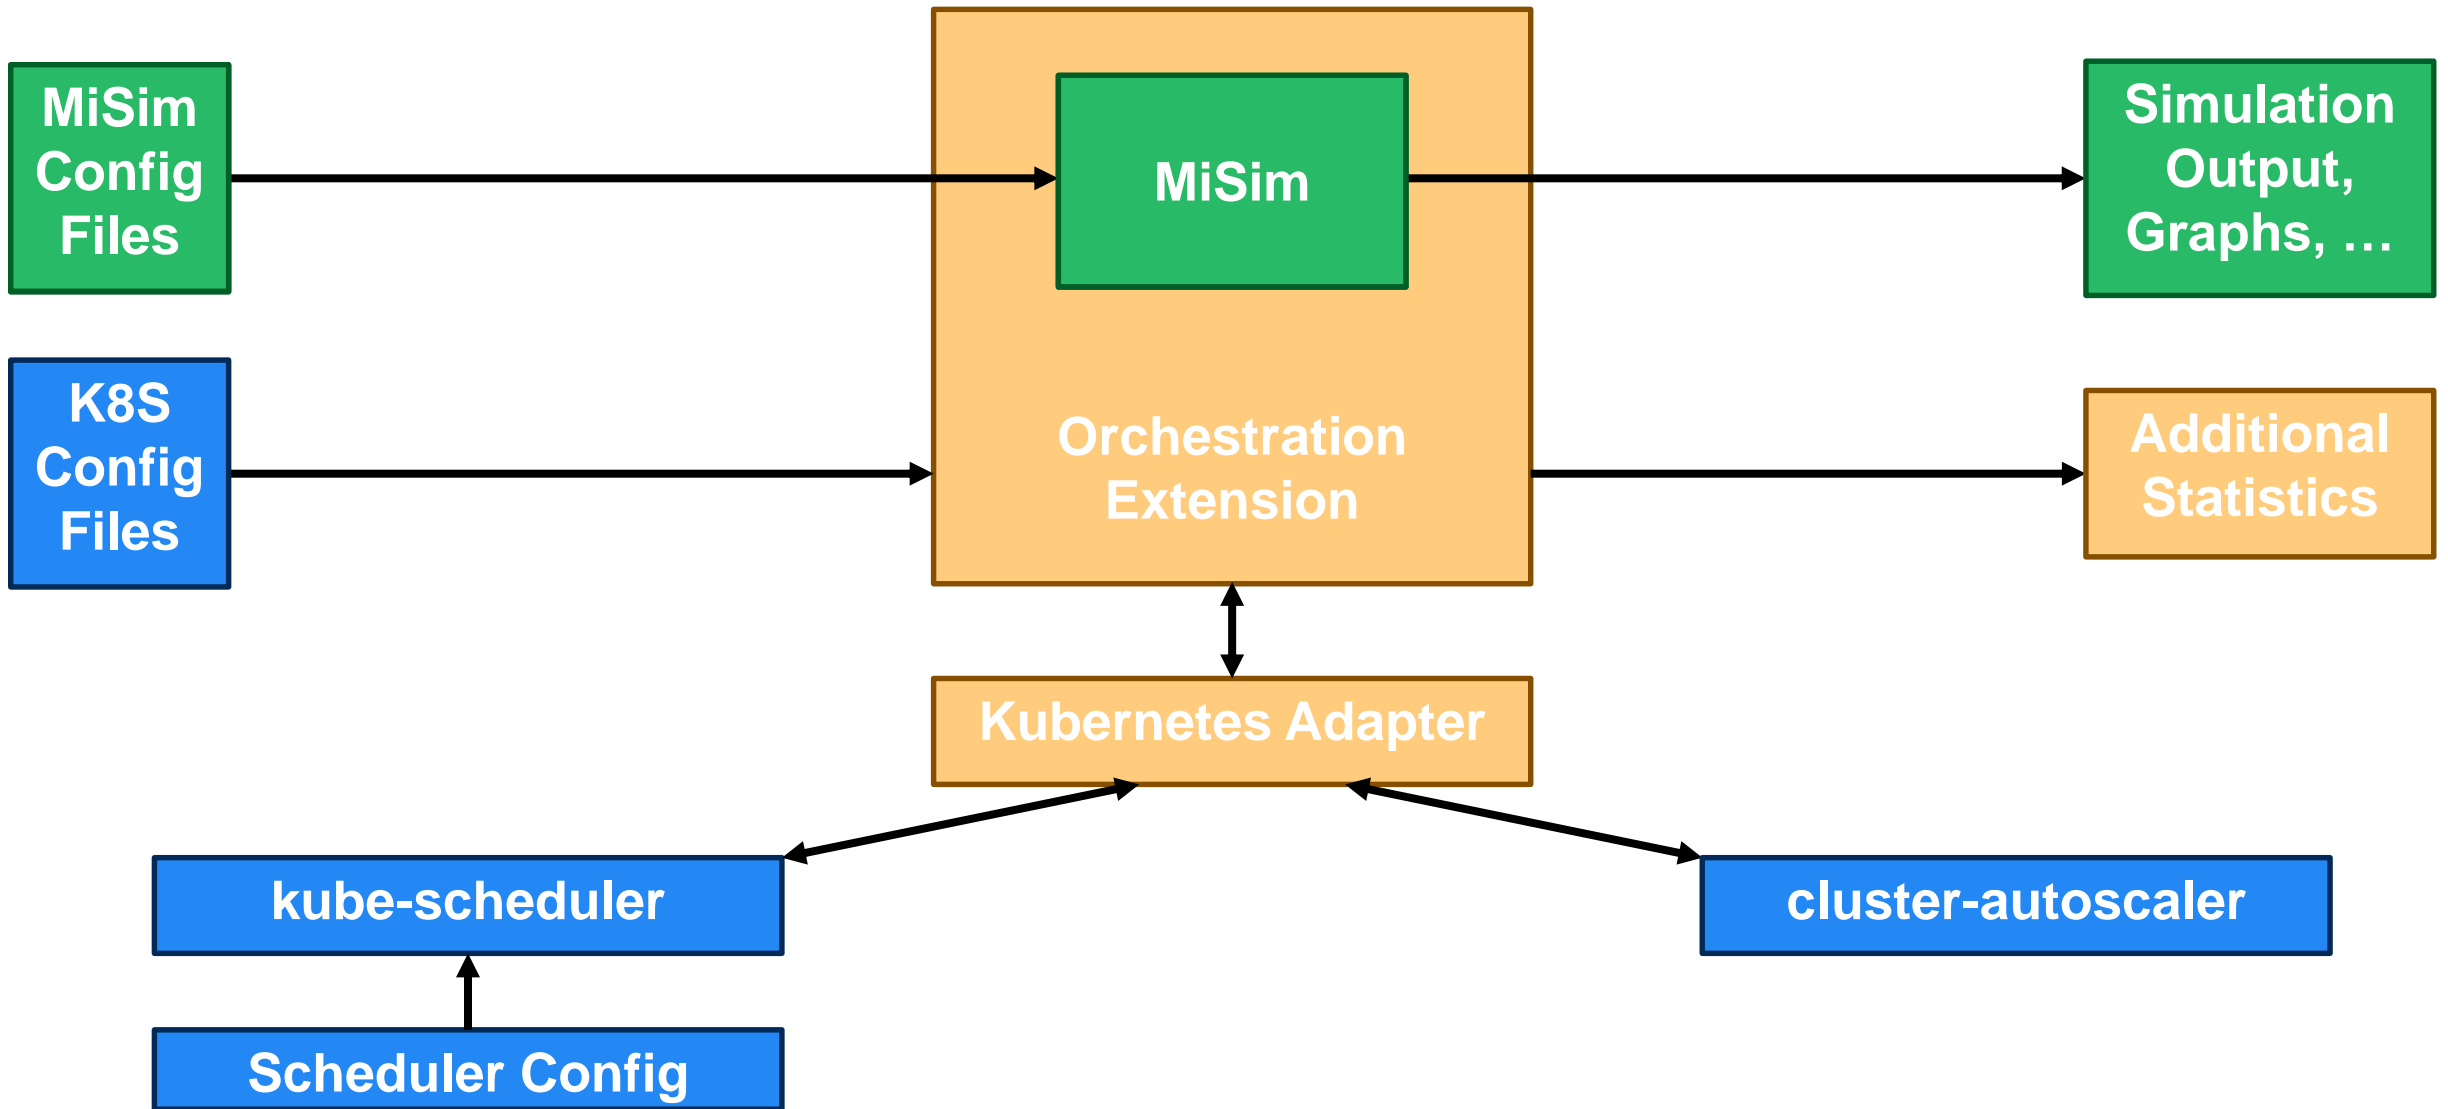 MiSim
Config
Files
MiSim
Simulation
Output,
Graphs, …
K8S
Config
Files
Orchestration
Extension
Additional
Statistics
Kubernetes Adapter
kube-scheduler
cluster-autoscaler
Scheduler Config